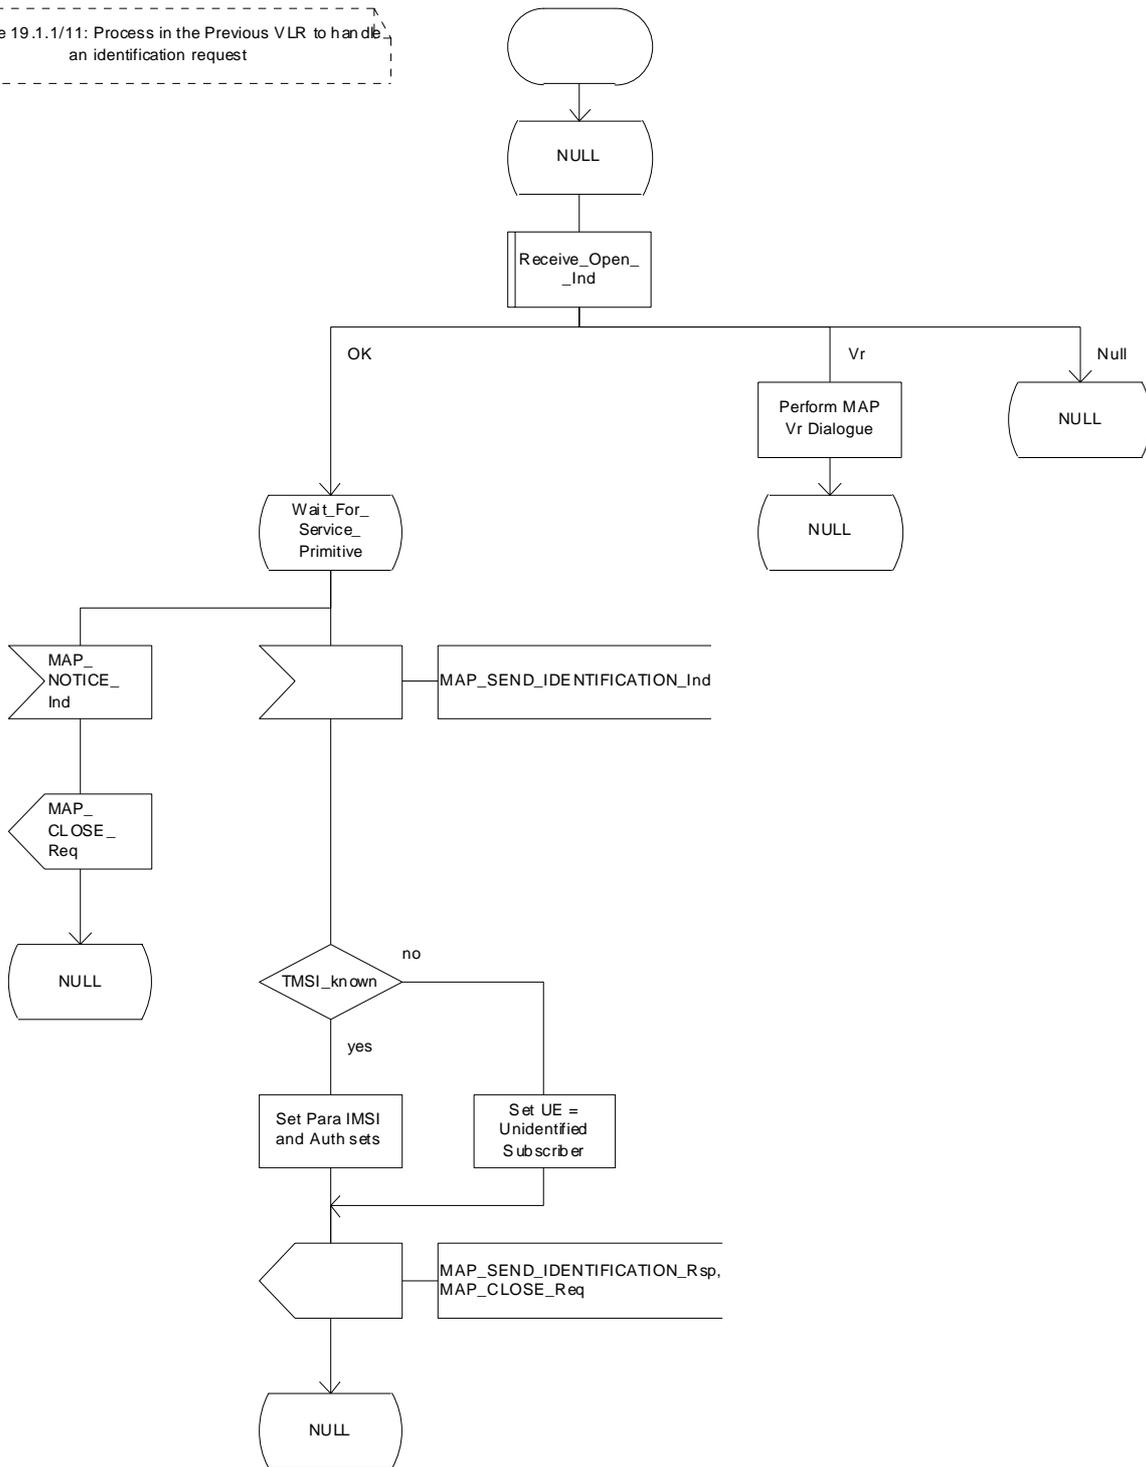 e 19.1.1/11: Process in the Previous VLR to handle
an identification request
NULL
Receive_Open_
_Ind
OK
Vr
Null
Perform MAP
Vr Dialogue
NULL
NULL
Wait_For_
Service_
Primitive
MAP_
NOTICE_
Ind
MAP_SEND_IDENTIFICATION_Ind
MAP_
CLOSE_
Req
NULL
TMSI_known
no
yes
Set Para IMSI
and Auth sets
Set UE =
Unidentified
Subscriber
MAP_SEND_IDENTIFICATION_Rsp,
MAP_CLOSE_Req
NULL